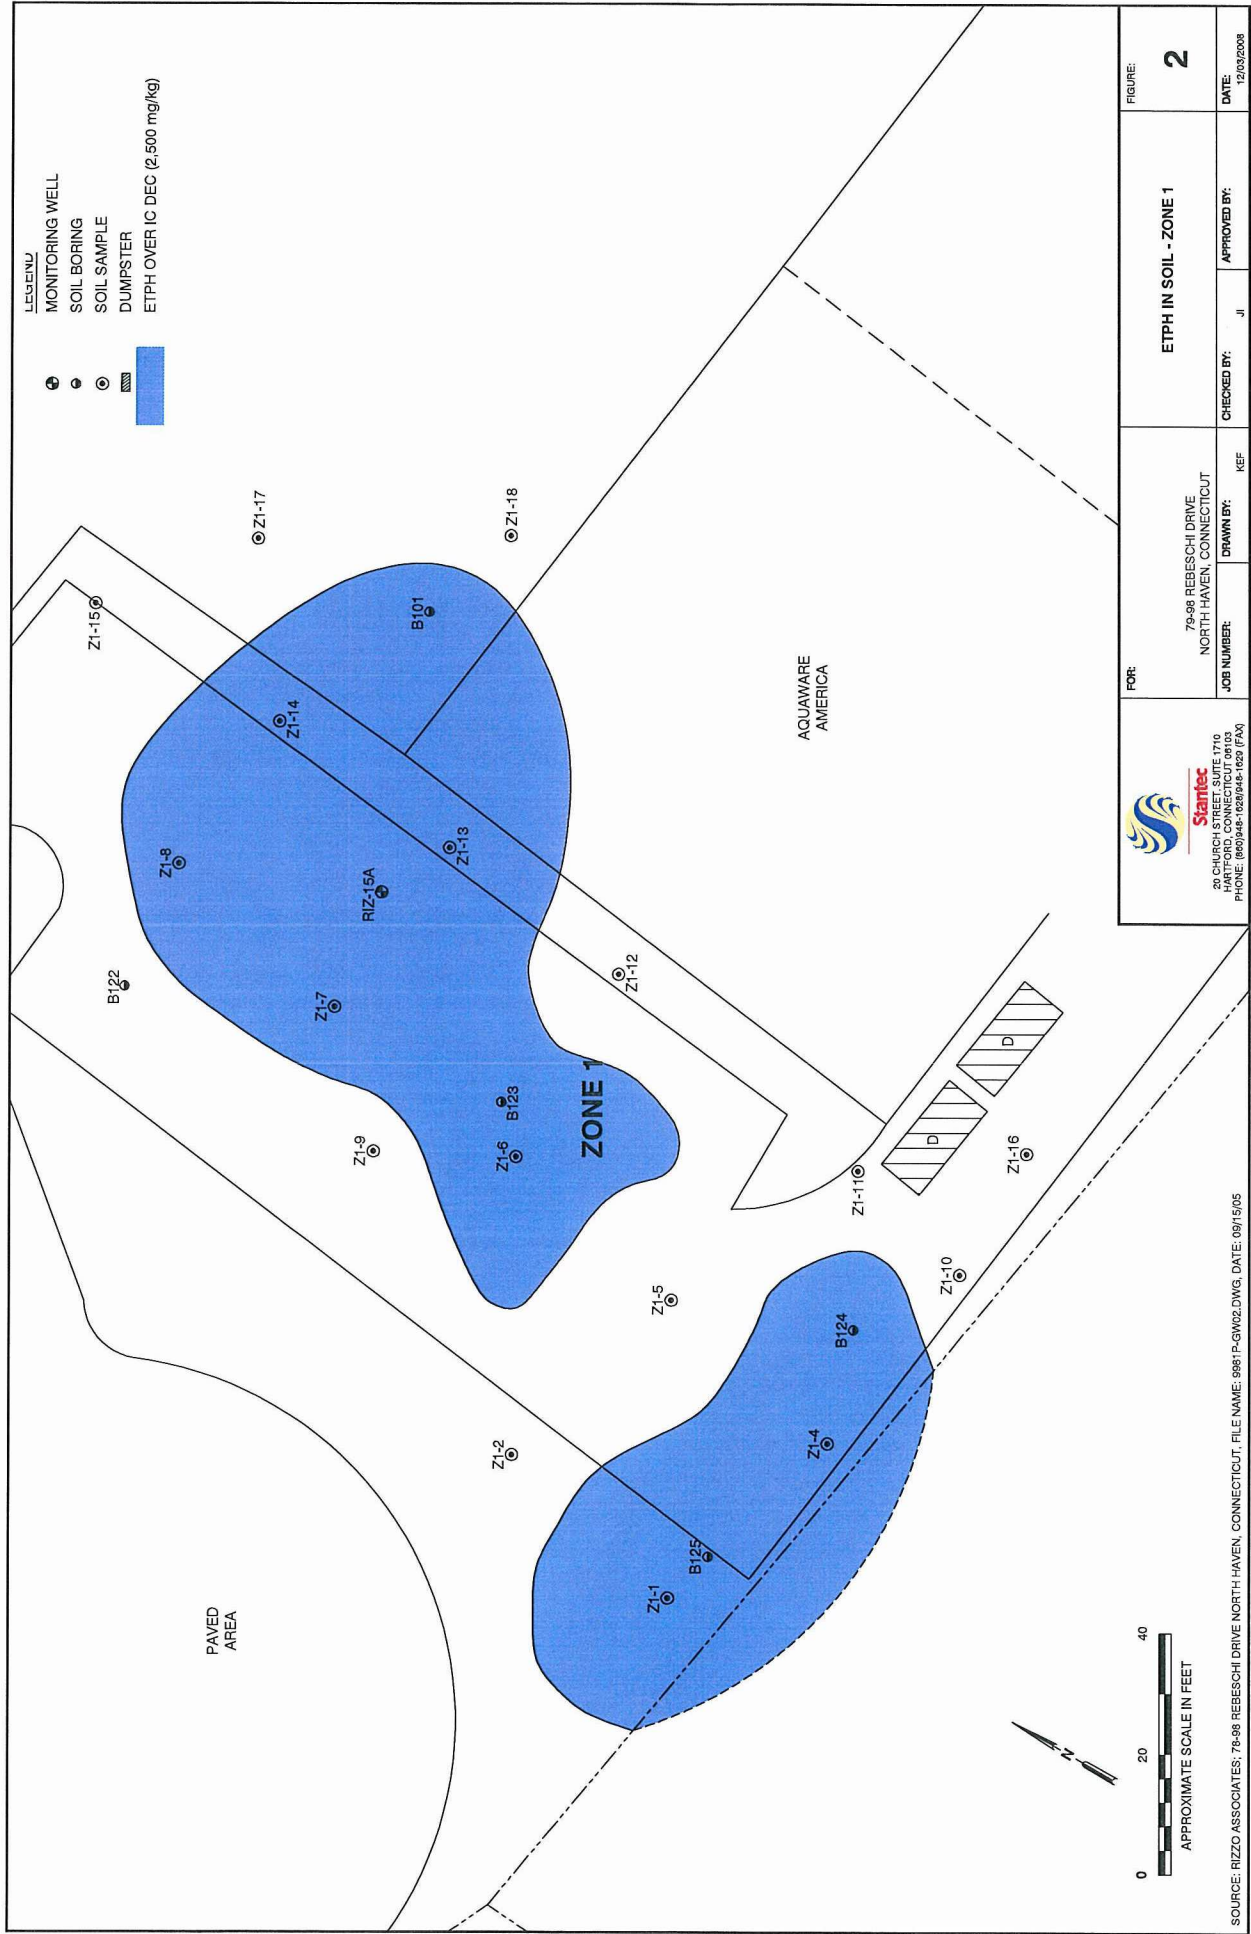 LEGEND
MONITORING WELL
SOIL BORING
SOIL SAMPLE
DUMPSTER
ETPH OVER IC DEC (2,500 mg/kg)
PAVED
AREA
B122
Z1-15
Z1-17
Z1-8
Z1-14
Z1-7
RIZ-15A
B101
Z1-9
Z1-13
Z1-18
Z1-2
Z1-6
B123
ZONE 1
Z1-12
Z1-1
B125
Z1-5
AQUAWARE
AMERICA
Z1-4
B124
Z1-11
D
D
Z1-10
Z1-16
N
0 20 40
APPROXIMATE SCALE IN FEET
SOURCE: RIZZO ASSOCIATES; 78-98 REBESCHI DRIVE NORTH HAVEN, CONNECTICUT, FILE NAME: 9981P-GW02.DWG, DATE: 09/15/05
Stantec
20 CHURCH STREET, SUITE 1710
HARTFORD, CONNECTICUT 06103
PHONE: (860)948-1628/948-1629 (FAX)
FOR:
79-98 REBESCHI DRIVE
NORTH HAVEN, CONNECTICUT
JOB NUMBER:
DRAWN BY:
KEF
ETPH IN SOIL - ZONE 1
CHECKED BY:
JI
APPROVED BY:
FIGURE:
2
DATE:
12/03/2008